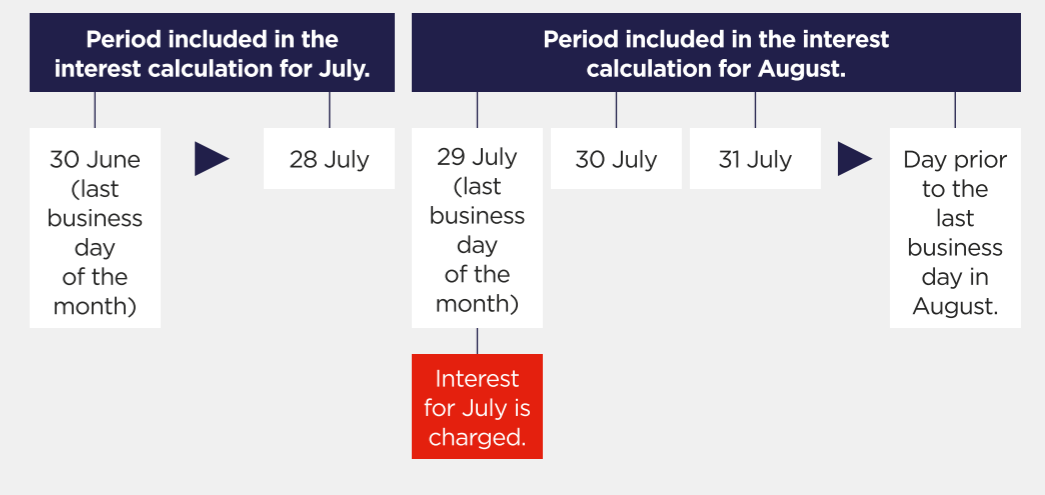 Period included in the
interest calculation for July.
Period included in the interest
calculation for August.
30 June
(last
business
day
of the
month)
28 July
29 July
(last
business
day
of the
month)
30 July
31 July
Day prior
to the
last
business
day in
August.
Interest
for July is
charged.